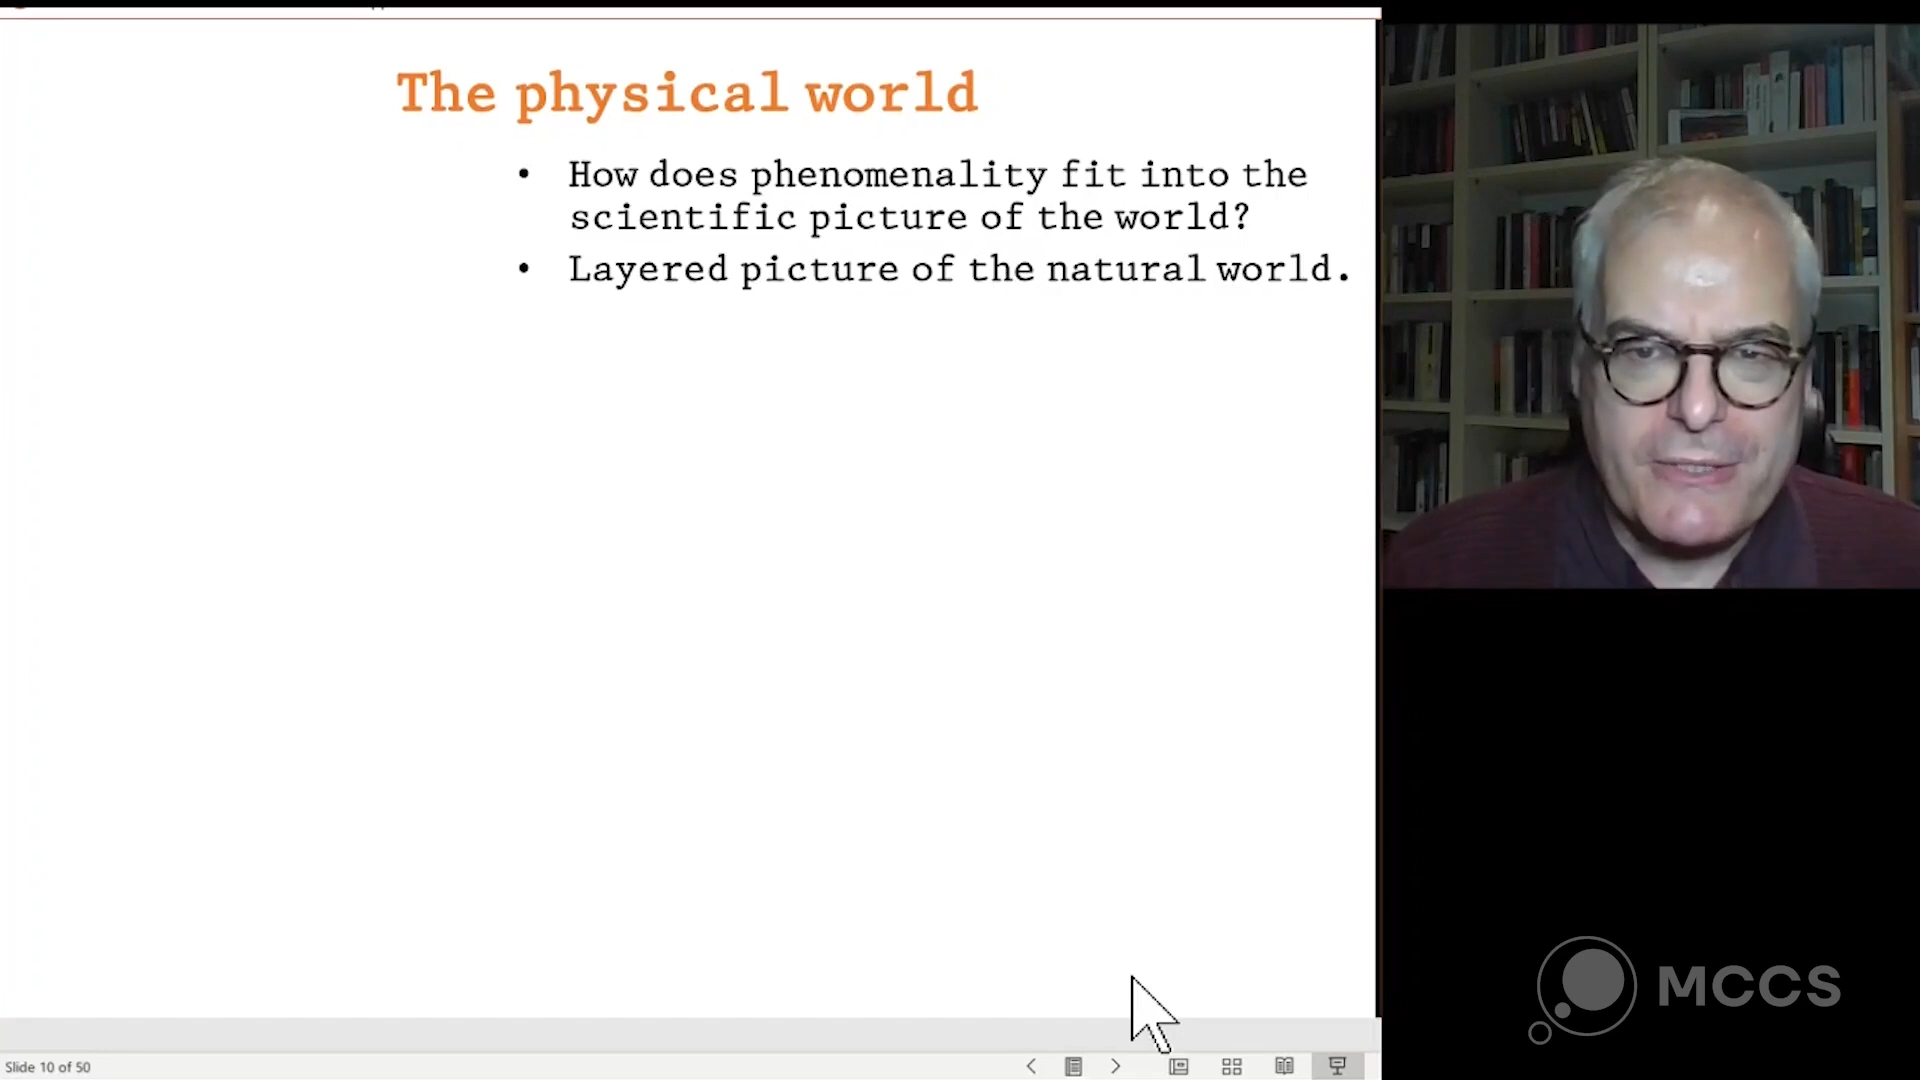 The physical world
• How does phenomenality fit into the
scientific picture of the world?
• Layered picture of the natural world.
MCCS
Slide 10 of 50